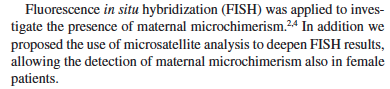 Fluorescence in situ hybridization (FISH) was applied to inves-
tigate the presence of maternal microchimerism.2,4 In addition we
proposed the use of microsatellite analysis to deepen FISH results,
allowing the detection of maternal microchimerism also in female
patients.